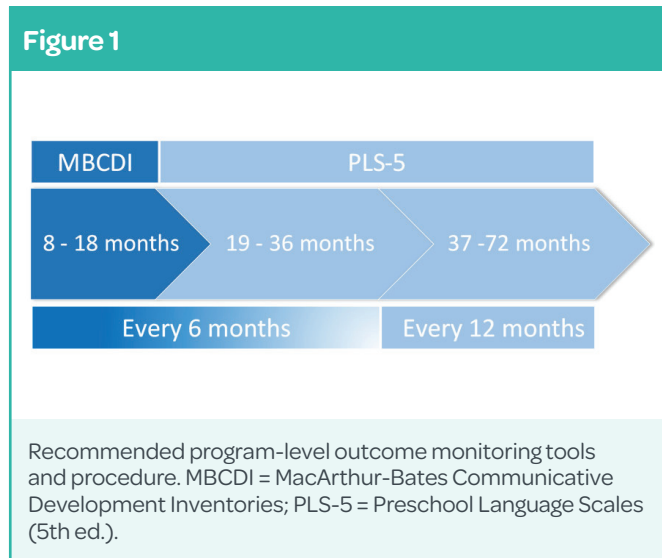 Figure 1
MBCDI PLS-5
8 - 18 months 19 - 36 months 37 -72 months
Every 6 months Every 12 months
Recommended program-level outcome monitoring tools
and procedure. MBCDI = MacArthur-Bates Communicative
Development Inventories; PLS-5 = Preschool Language Scales
(5th ed.).